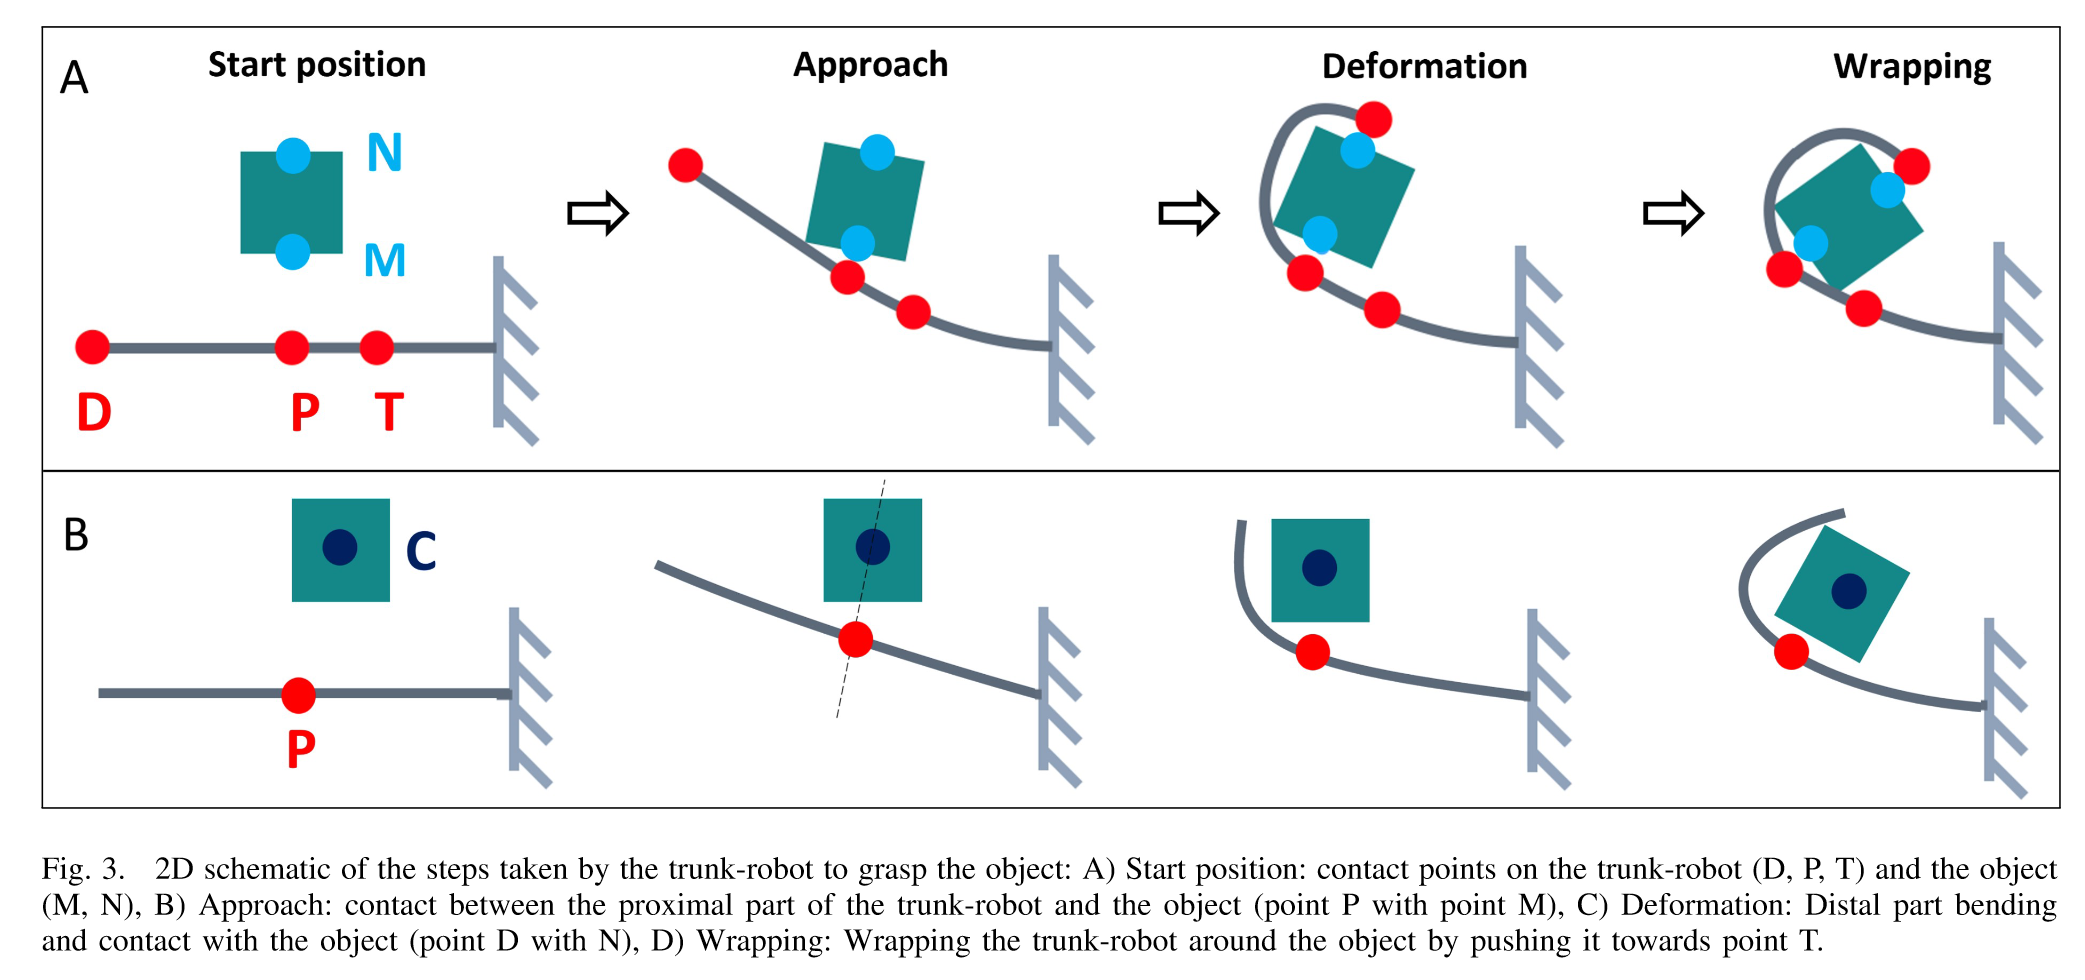 A
Start position
Approach
Deformation
Wrapping
N
M
D
P
T
B
C
P
Fig. 3. 2D schematic of the steps taken by the trunk-robot to grasp the object: A) Start position: contact points on the trunk-robot (D, P, T) and the object
(M, N), B) Approach: contact between the proximal part of the trunk-robot and the object (point P with point M), C) Deformation: Distal part bending
and contact with the object (point D with N), D) Wrapping: Wrapping the trunk-robot around the object by pushing it towards point T.